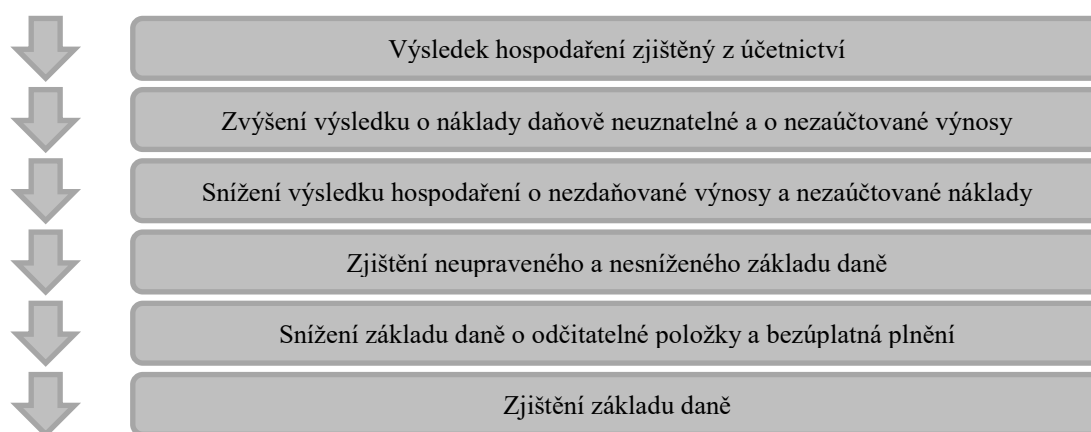 Výsledek hospodaření zjištěný z účetnictví
Zvýšení výsledku o náklady daňově neuznatelné a o nezaúčtované výnosy
Snížení výsledku hospodaření o nezdaňované výnosy a nezaúčtované náklady
Zjištění neupraveného a nesníženého základu daně
Snížení základu daně o odčitatelné položky a bezúplatná plnění
Zjištění základu daně